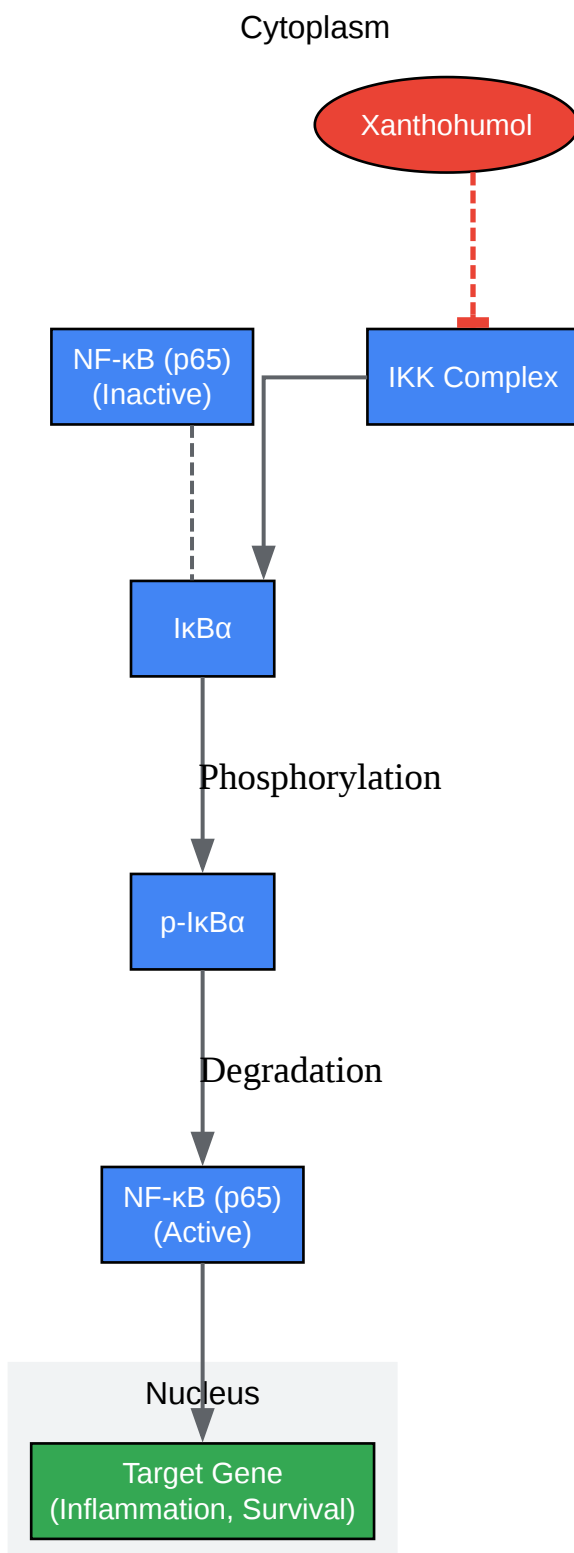 Cytoplasm
Xanthohumol
NF-κB (p65)
(Inactive)
IKK Complex
IκBα
Phosphorylation
p-IκBα
Degradation
NF-κB (p65)
(Active)
Nucleus
Target Gene
(Inflammation, Survival)